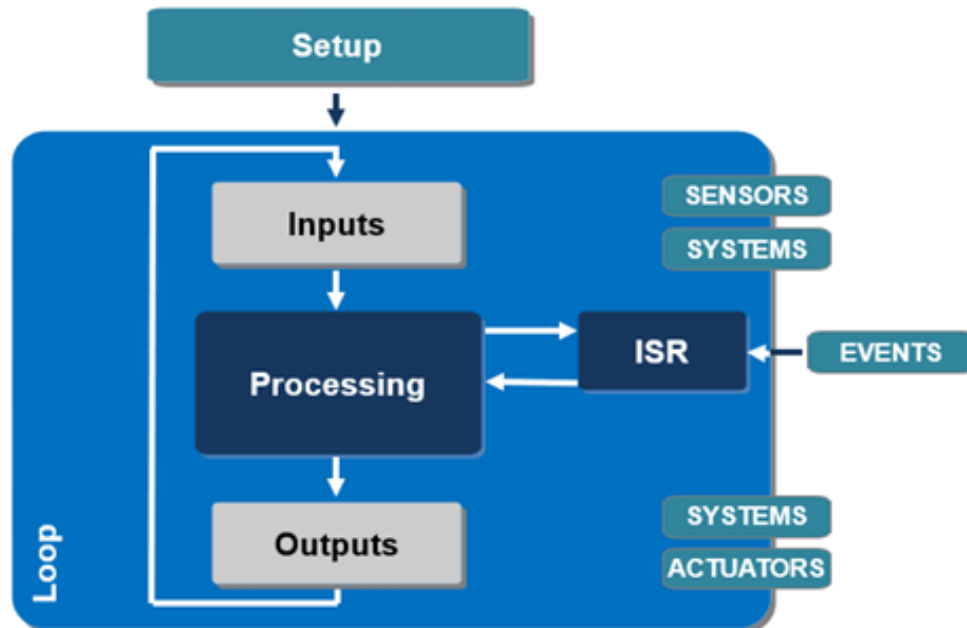 Setup
Inputs
SENSORS
SYSTEMS
Processing
ISR
EVENTS
Outputs
SYSTEMS
ACTUATORS
Loop